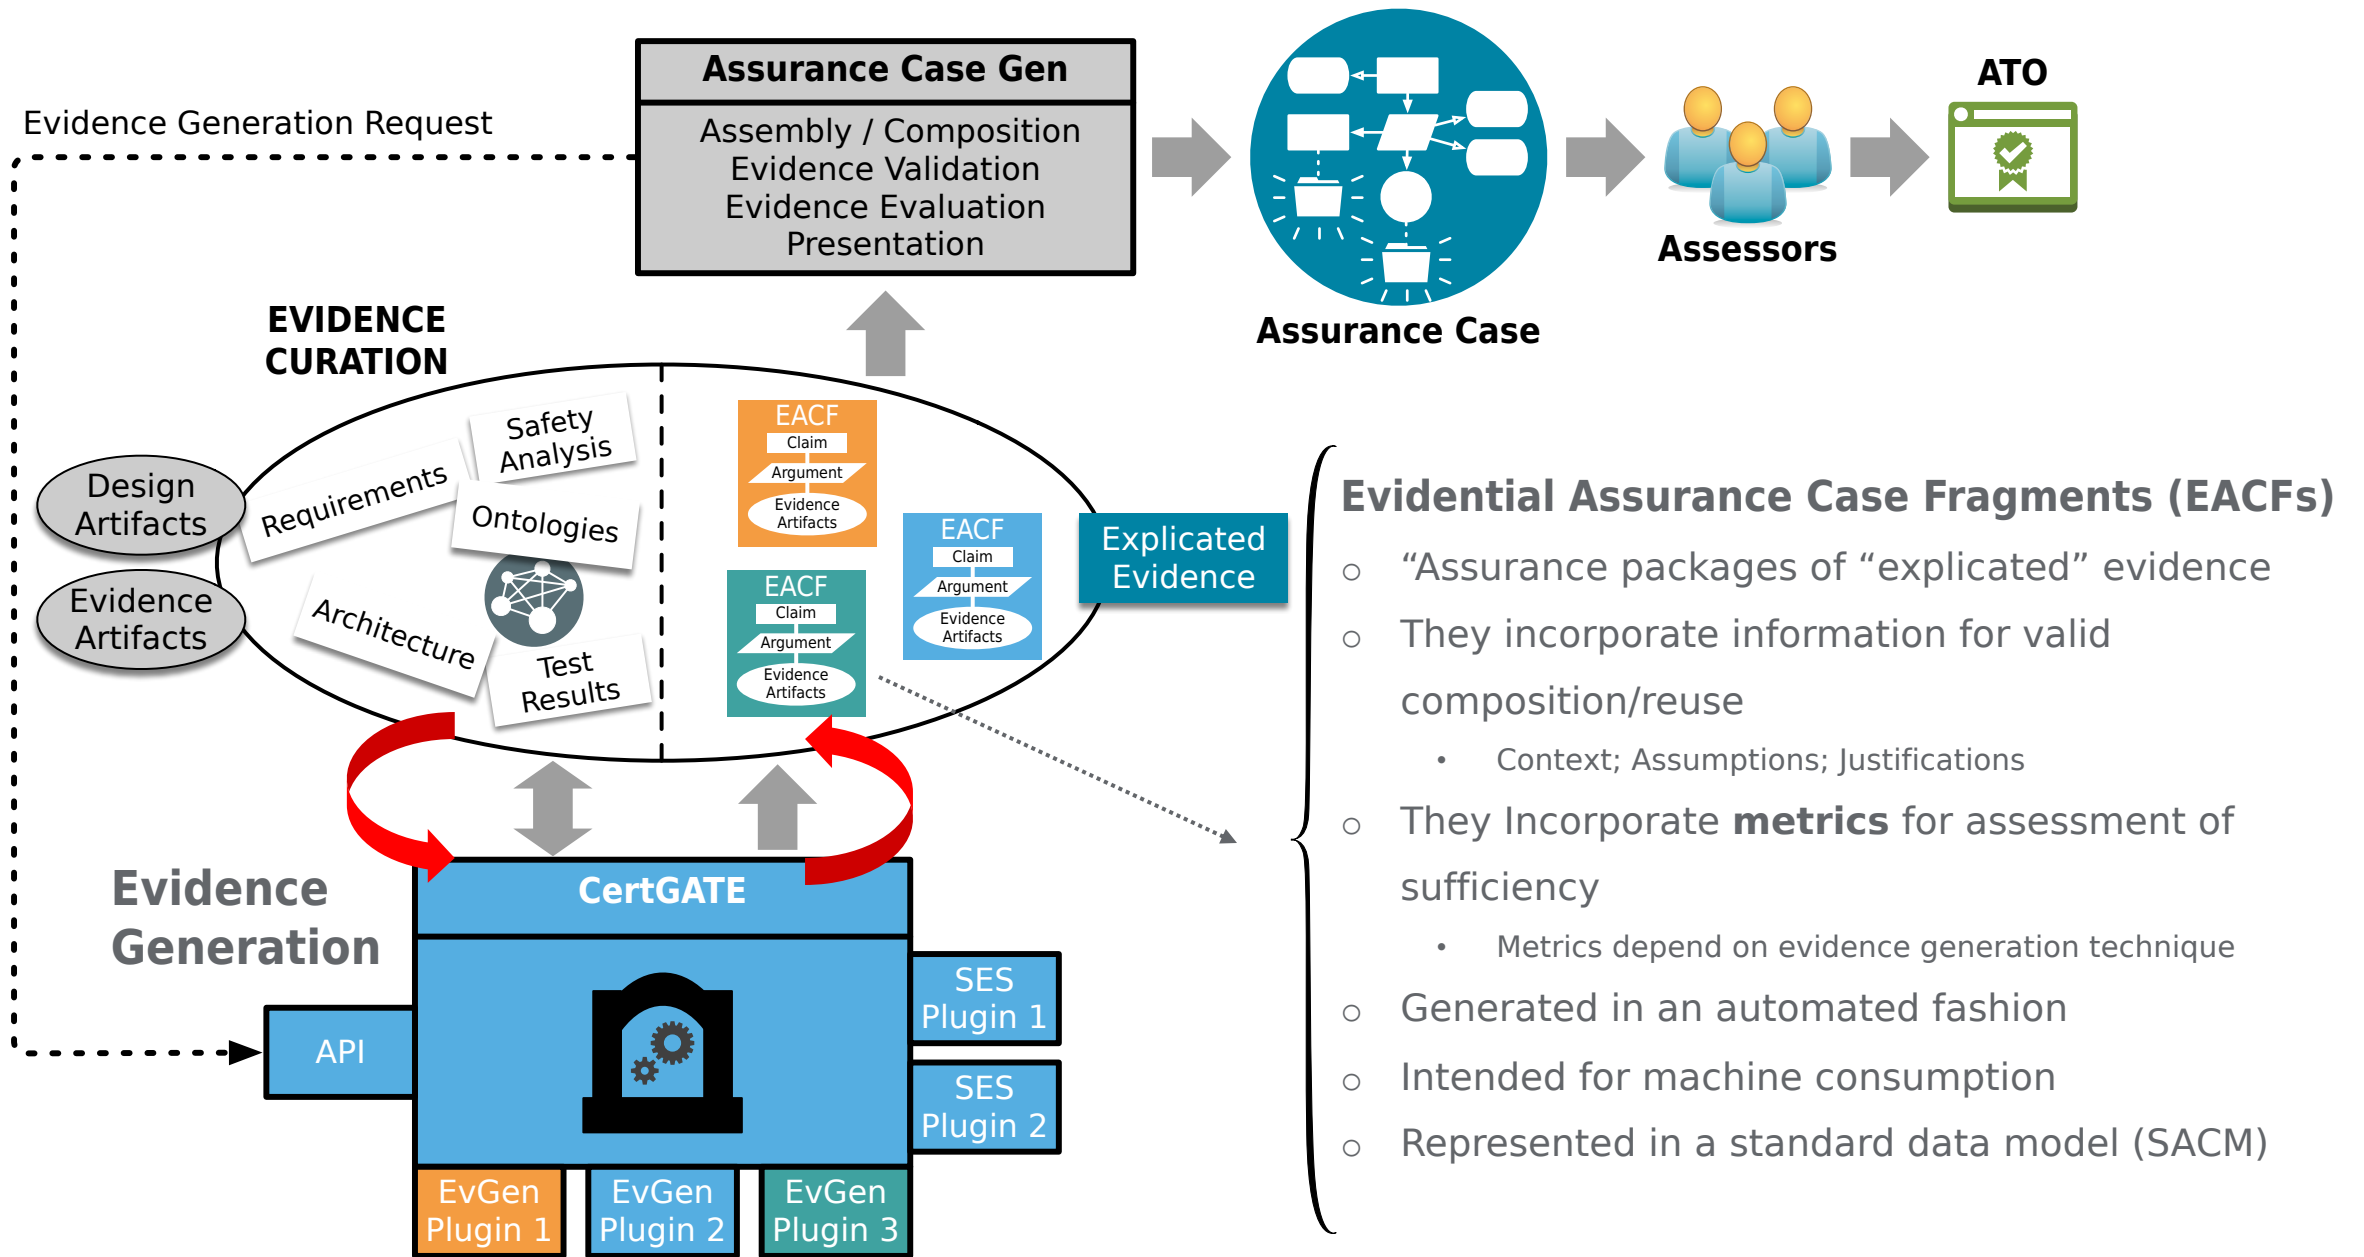 Assurance Case Gen
Assembly / Composition
Evidence Validation
Evidence Evaluation
Presentation
Evidence Generation Request
ATO
Assessors
Assurance Case
EVIDENCE
CURATION
Design
Artifacts
Evidence
Artifacts
Safety
Analysis
Requirements
Ontologies
Architecture
Test
Results
EACF
Claim
Argument
Evidence
Artifacts
EACF
Claim
Argument
Evidence
Artifacts
EACF
Claim
Argument
Evidence
Artifacts
Explicated
Evidence
Evidence
Generation
CertGATE
API
SES
Plugin 1
SES
Plugin 2
EvGen
Plugin 1
EvGen
Plugin 2
EvGen
Plugin 3
Evidential Assurance Case Fragments (EACFs)
○ “Assurance packages of “explicated” evidence
○ They incorporate information for valid
composition/reuse
• Context; Assumptions; Justifications
○ They Incorporate metrics for assessment of
sufficiency
• Metrics depend on evidence generation technique
○ Generated in an automated fashion
○ Intended for machine consumption
○ Represented in a standard data model (SACM)